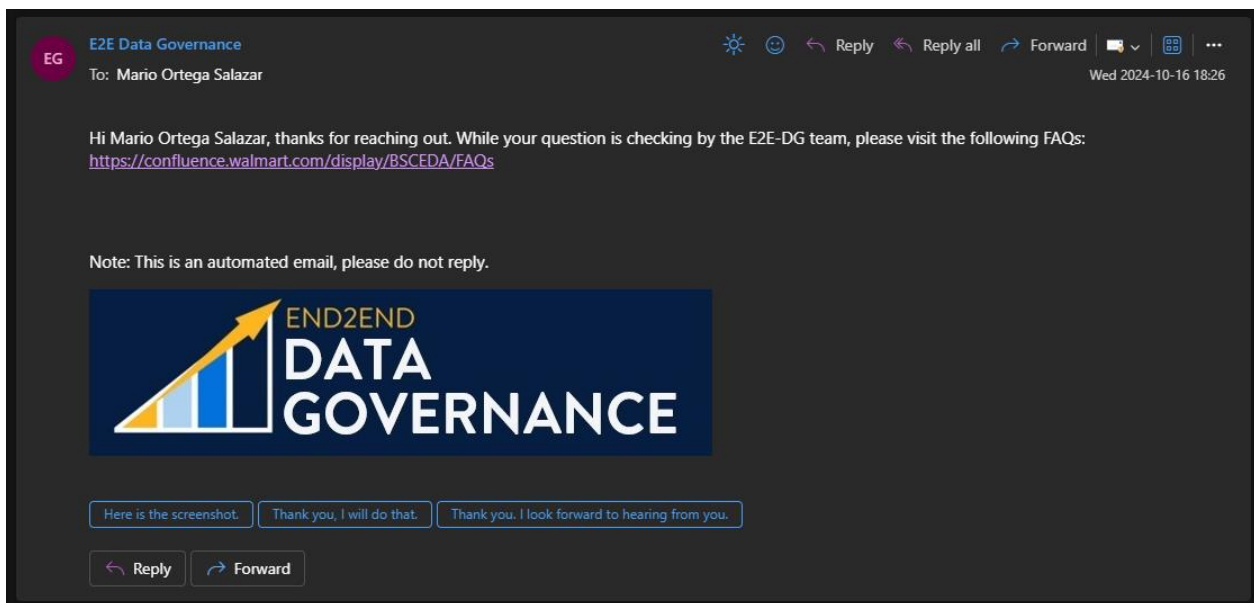 EG
E2E Data Governance
Reply
Reply all
Forward
To: Mario Ortega Salazar
Wed 2024-10-16 18:26
Hi Mario Ortega Salazar, thanks for reaching out. While your question is checking by the E2E-DG team, please visit the following FAQs:
https://confluence.walmart.com/display/BSCEDA/FAQs
Note: This is an automated email, please do not reply.
END2END
DATA
GOVERNANCE
Here is the screenshot.
Thank you, I will do that.
Thank you. I look forward to hearing from you.
Reply
Forward